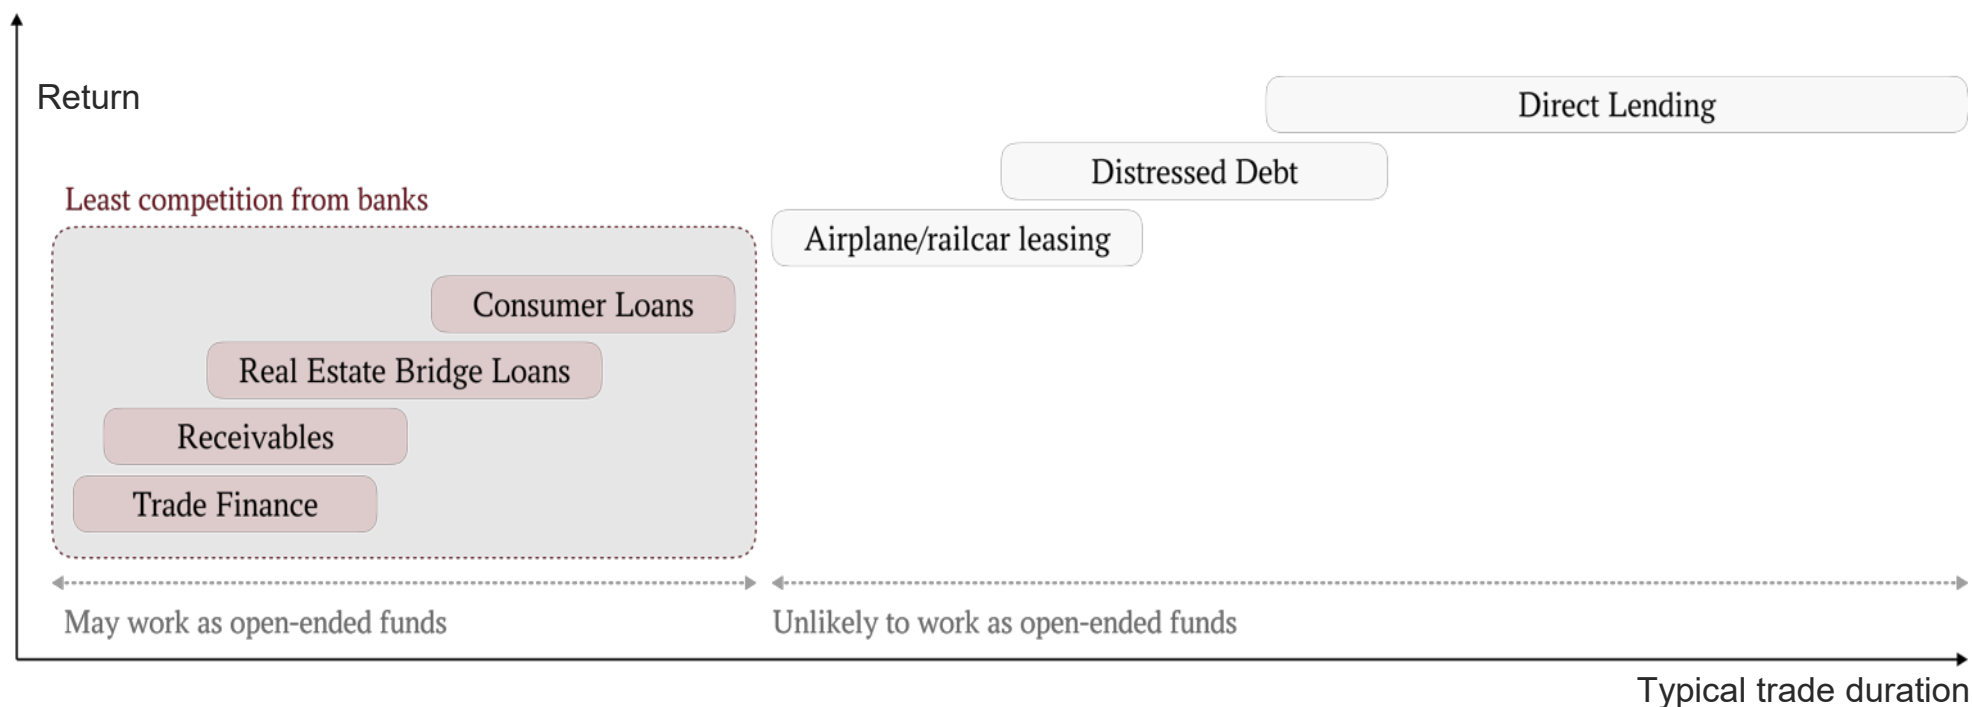 Return
Direct Lending
Distressed Debt
Least competition from banks
Airplane/railcar leasing
Consumer Loans
Real Estate Bridge Loans
Receivables
Trade Finance
May work as open-ended funds
Unlikely to work as open-ended funds
Typical trade duration